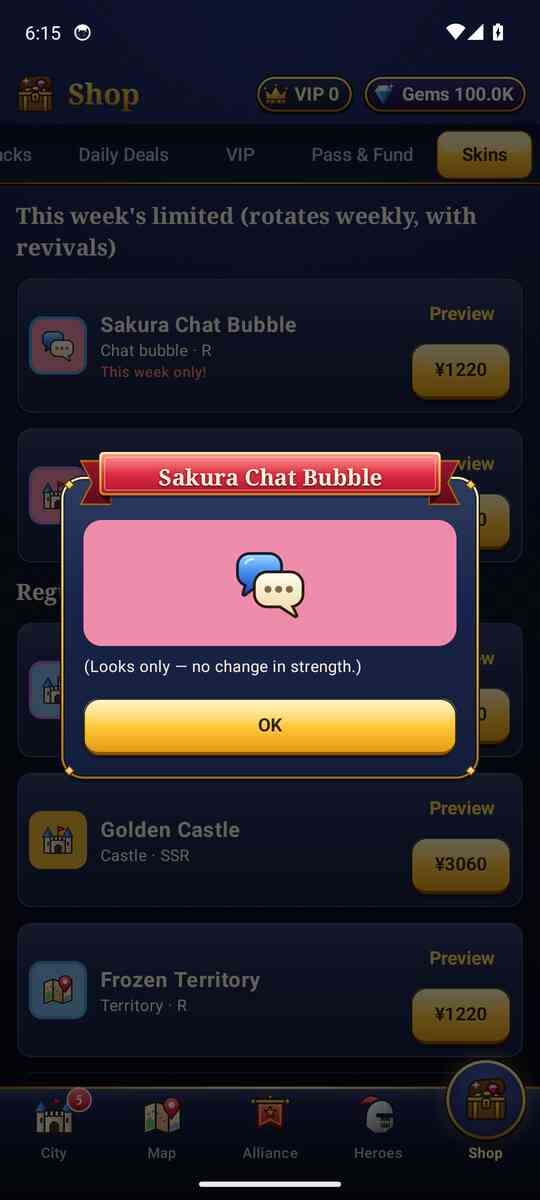 6:15
Shop
VIP 0
Gems 100.0K
acks
Daily Deals
VIP
Pass & Fund
Skins
This week's limited (rotates weekly, with
revivals)
Preview
Sakura Chat Bubble
Chat bubble · R
This week only!
¥1220
Sakura Chat Bubble
(Looks only — no change in strength.)
OK
Preview
Golden Castle
Castle · SSR
¥3060
Preview
Frozen Territory
Territory · R
¥1220
5
City
Map
Alliance
Heroes
Shop